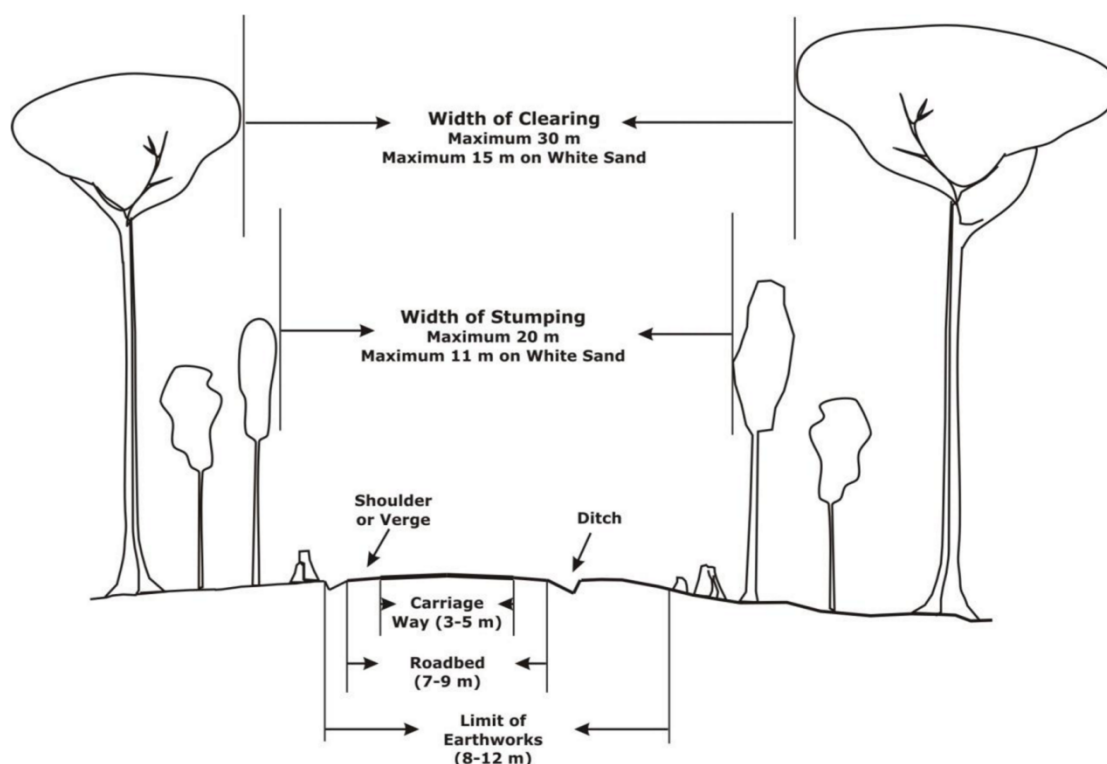 Width of Clearing
Maximum 30 m
Maximum 15 m on White Sand
Width of Stumping
Maximum 20 m
Maximum 11 m on White Sand
Shoulder
or Verge
Ditch
Carriage
Way (3-5 m)
Roadbed
(7-9 m)
Limit of
Earthworks
(8-12 m)